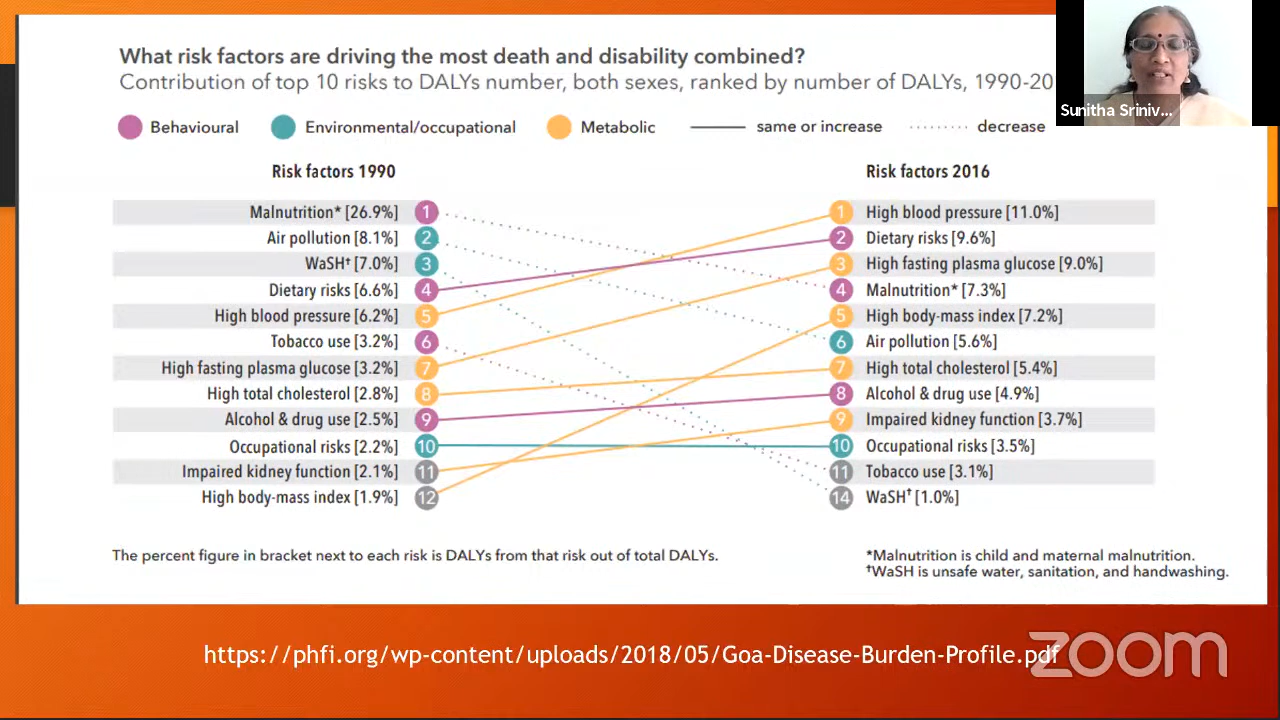 What risk factors are driving the most death and disability combined?
Contribution of top 10 risks to DALYs number, both sexes, ranked by number of DALYs, 1990-20
Sunitha Sriniv...
Behavioural
Environmental/occupational
Metabolic
same or increase
decrease
Risk factors 1990
Risk factors 2016
Malnutrition* [26.9%] 1
1 High blood pressure [11.0%]
Air pollution [8.1%] 2
2 Dietary risks [9.6%]
WaSH† [7.0%] 3
3 High fasting plasma glucose [9.0%]
Dietary risks [6.6%] 4
4 Malnutrition* [7.3%]
High blood pressure [6.2%] 5
5 High body-mass index [7.2%]
Tobacco use [3.2%] 6
6 Air pollution [5.6%]
High fasting plasma glucose [3.2%] 7
7 High total cholesterol [5.4%]
High total cholesterol [2.8%] 8
8 Alcohol & drug use [4.9%]
Alcohol & drug use [2.5%] 9
9 Impaired kidney function [3.7%]
Occupational risks [2.2%] 10
10 Occupational risks [3.5%]
Impaired kidney function [2.1%] 11
11 Tobacco use [3.1%]
High body-mass index [1.9%] 12
14 WaSH† [1.0%]
The percent figure in bracket next to each risk is DALYs from that risk out of total DALYs.
*Malnutrition is child and maternal malnutrition.
†WaSH is unsafe water, sanitation, and handwashing.
https://phfi.org/wp-content/uploads/2018/05/Goa-Disease-Burden-Profile.pdf
zoom